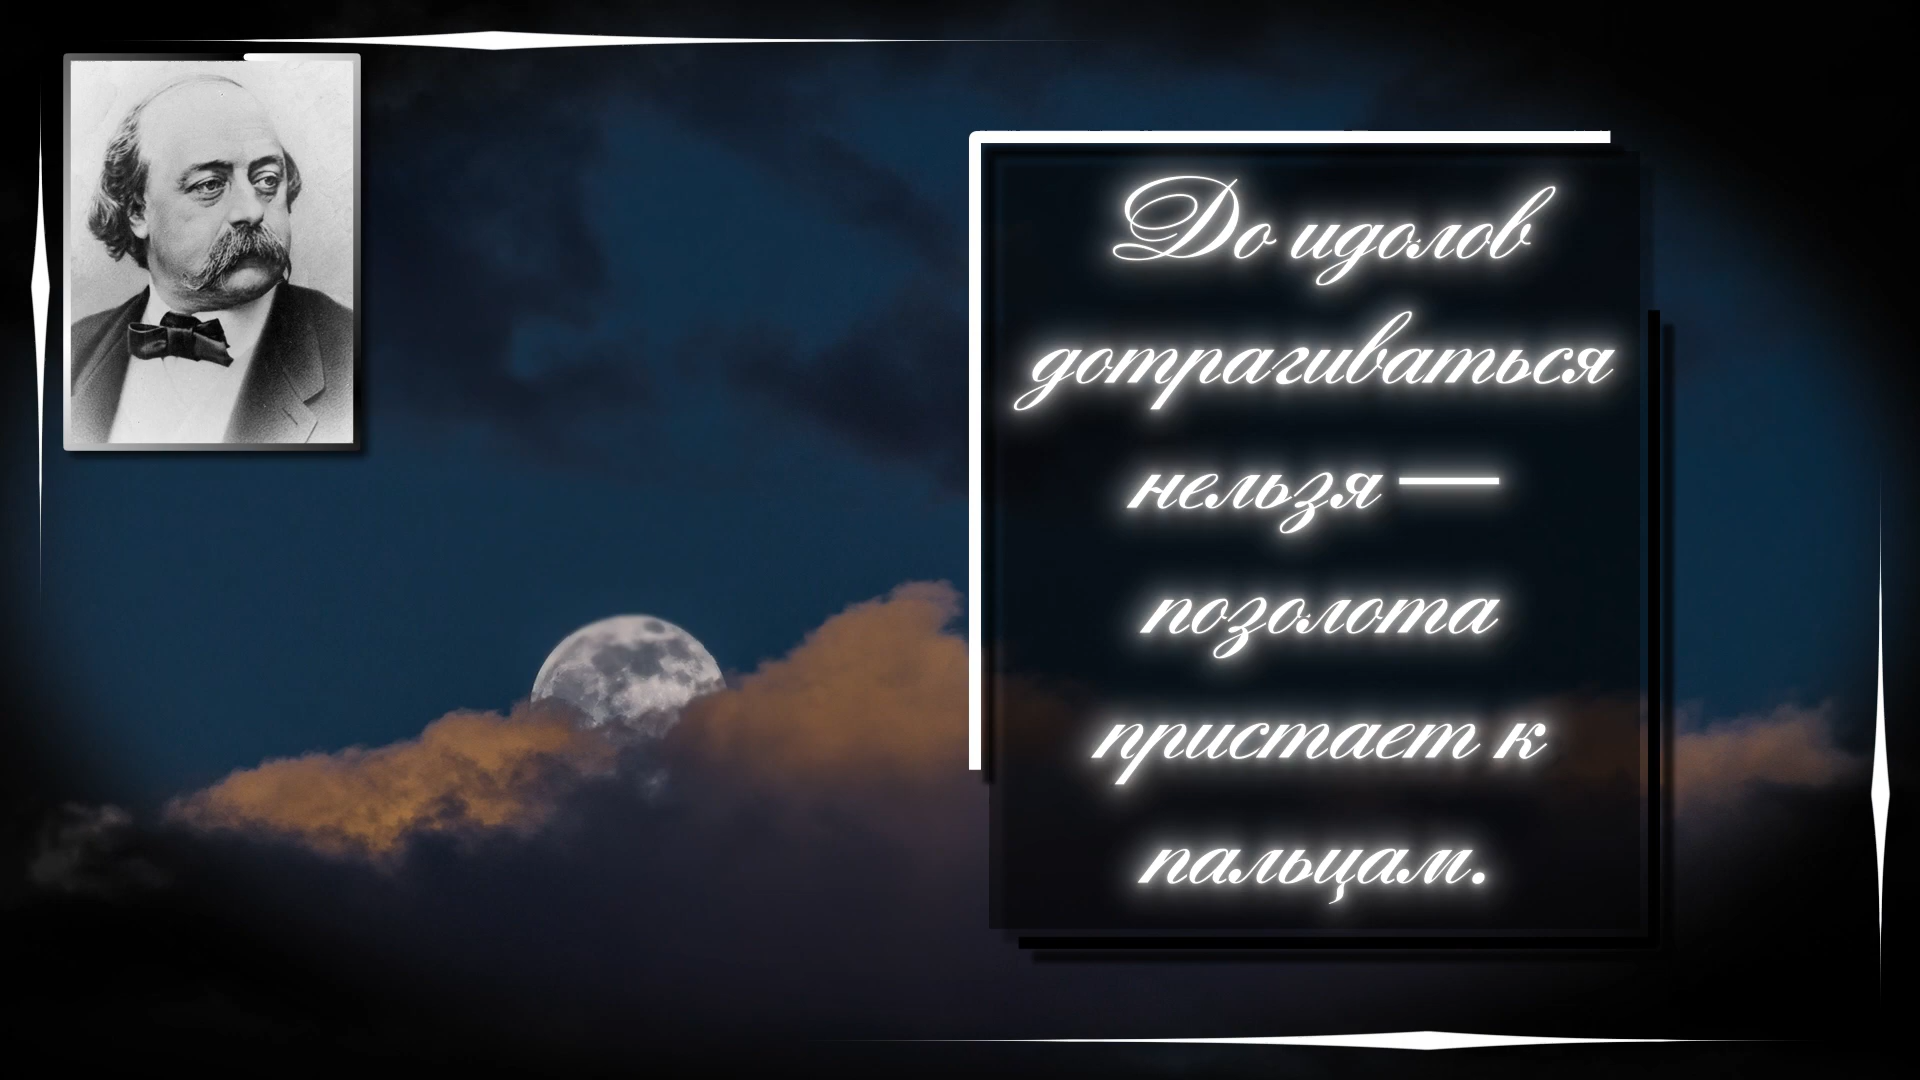 До идолов
дотрагиваться
нельзя —
позолота
пристает к
пальцам.